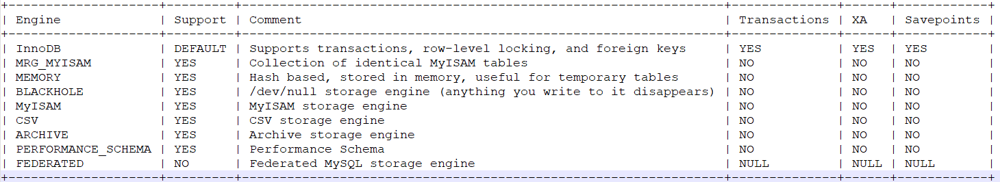 +--------------------+---------+----------------------------------------------------------------+--------------+------+------------+
| Engine             | Support | Comment                                                        | Transactions | XA   | Savepoints |
+--------------------+---------+----------------------------------------------------------------+--------------+------+------------+
| InnoDB             | DEFAULT | Supports transactions, row-level locking, and foreign keys     | YES          | YES  | YES        |
| MRG_MYISAM         | YES     | Collection of identical MyISAM tables                          | NO           | NO   | NO         |
| MEMORY             | YES     | Hash based, stored in memory, useful for temporary tables      | NO           | NO   | NO         |
| BLACKHOLE          | YES     | /dev/null storage engine (anything you write to it disappears) | NO           | NO   | NO         |
| MyISAM             | YES     | MyISAM storage engine                                          | NO           | NO   | NO         |
| CSV                | YES     | CSV storage engine                                             | NO           | NO   | NO         |
| ARCHIVE            | YES     | Archive storage engine                                         | NO           | NO   | NO         |
| PERFORMANCE_SCHEMA | YES     | Performance Schema                                             | NO           | NO   | NO         |
| FEDERATED          | NO      | Federated MySQL storage engine                                 | NULL         | NULL | NULL       |
+--------------------+---------+----------------------------------------------------------------+--------------+------+------------+